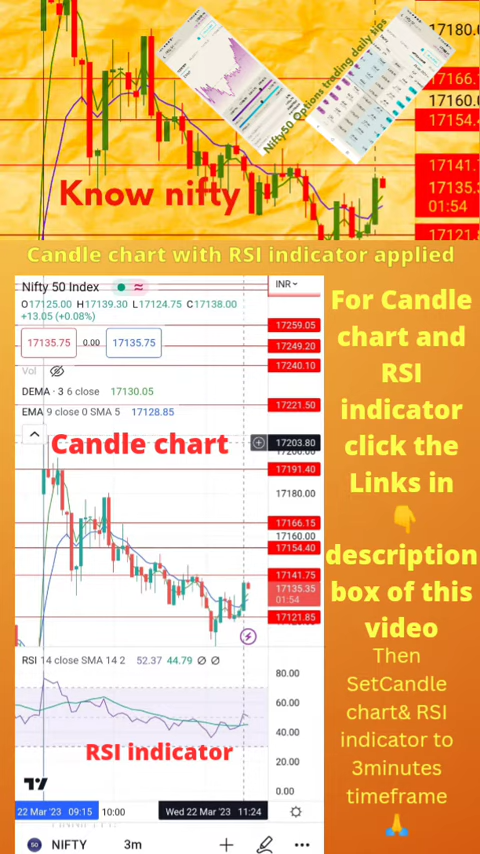 17180.
17166.1
17160.0
17154.4
17141.7
17135.3
01:54
17121.8
Nifty50 Options trading daily tips
Know nifty
Candle chart with RSI indicator applied
Nifty 50 Index
INR
O17125.00 H17139.30 L17124.75 C17138.00
+13.05 (+0.08%)
17259.05
17135.75 0.00 17135.75
17249.20
Vol
17240.10
DEMA · 3 6 close 17130.05
17221.50
EMA 9 close 0 SMA 5 17128.85
Candle chart
17203.80
17200.00
17191.40
17180.00
17166.15
17160.00
17154.40
17141.75
17135.35
01:54
17121.85
RSI 14 close SMA 14 2 52.37 44.79 Ø Ø
80.00
60.00
40.00
20.00
0.00
RSI indicator
22 Mar '23 09:15 10:00 Wed 22 Mar '23 11:24
50 NIFTY 3m
For Candle
chart and
RSI
indicator
click the
Links in
👇
description
box of this
video
Then
SetCandle
chart& RSI
indicator to
3minutes
timeframe
🙏